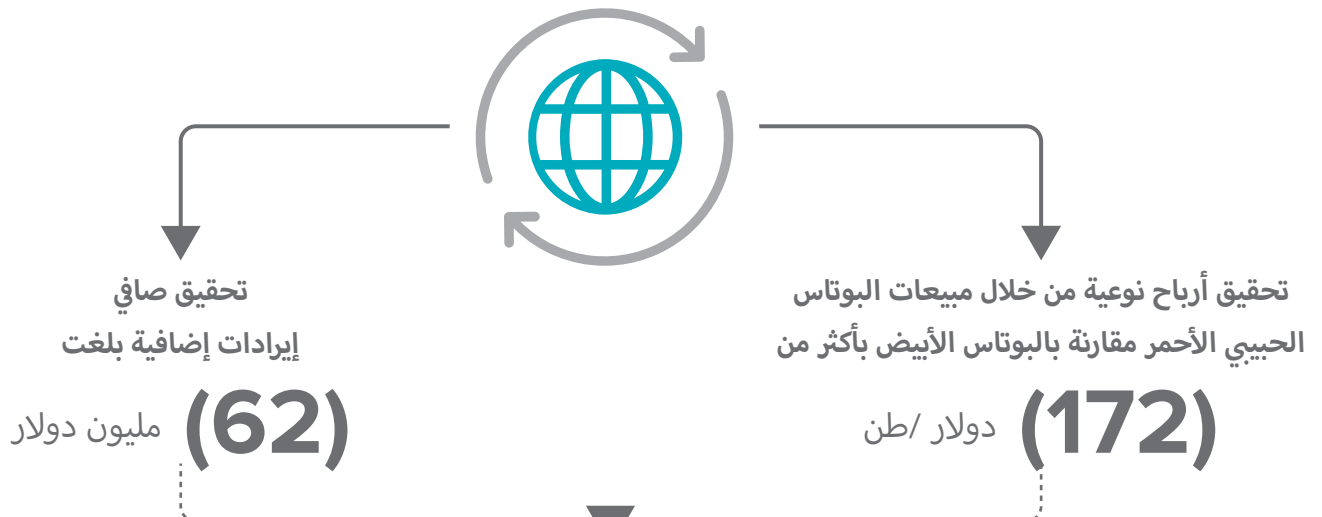 تحقيق أرباح نوعية من خلال مبيعات البوتاس
الحبيبي الأحمر مقارنة بالبوتاس الأبيض بأكثر من
(172) دولار /طن
تحقيق صافي
إيرادات إضافية بلغت
(62) مليون دولار